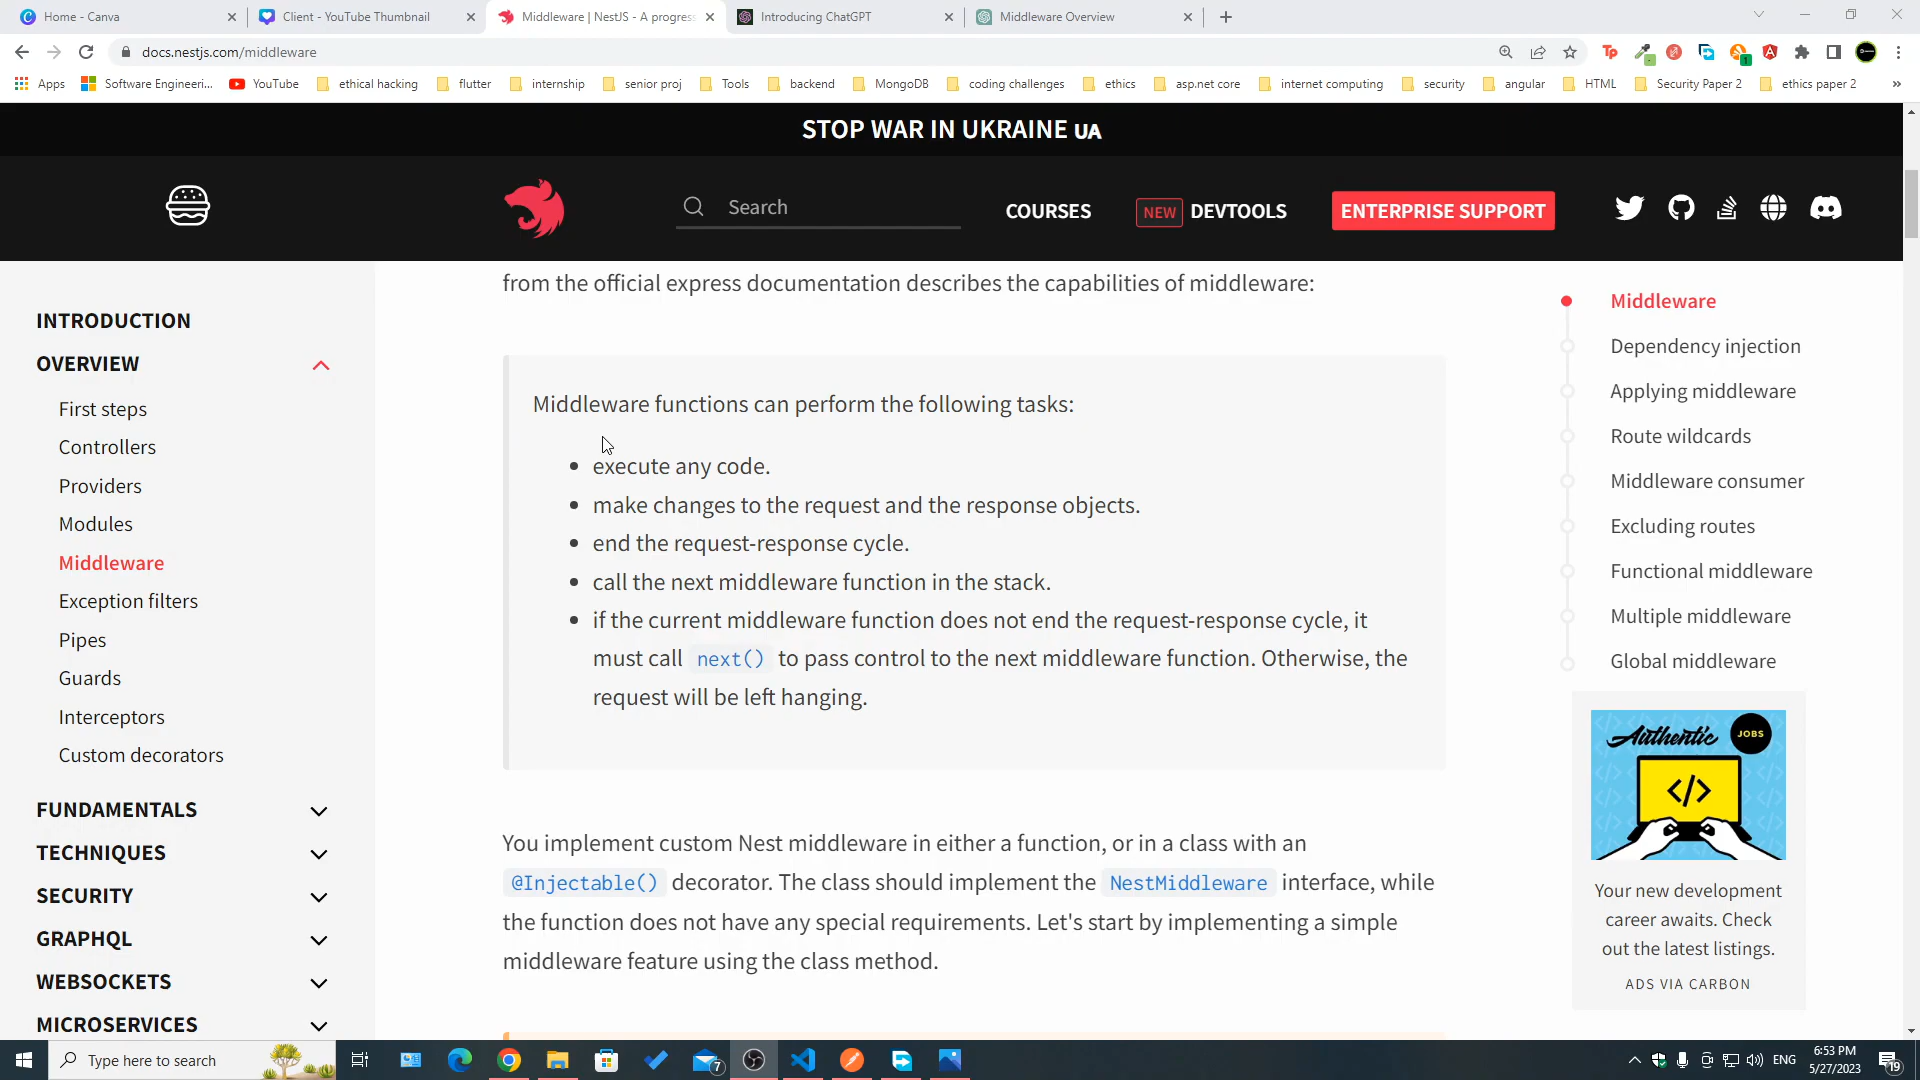 Home - Canva
Client - YouTube Thumbnail
Middleware | NestJS - A progress
Introducing ChatGPT
Middleware Overview
docs.nestjs.com/middleware
Apps
Software Engineeri...
YouTube
ethical hacking
flutter
internship
senior proj
Tools
backend
MongoDB
coding challenges
ethics
asp.net core
internet computing
security
angular
HTML
Security Paper 2
ethics paper 2
»
STOP WAR IN UKRAINE UA
Search
COURSES
NEW DEVTOOLS
ENTERPRISE SUPPORT
INTRODUCTION
OVERVIEW
First steps
Controllers
Providers
Modules
Middleware
Exception filters
Pipes
Guards
Interceptors
Custom decorators
FUNDAMENTALS
TECHNIQUES
SECURITY
GRAPHQL
WEBSOCKETS
MICROSERVICES
from the official express documentation describes the capabilities of middleware:
Middleware functions can perform the following tasks:
• execute any code.
• make changes to the request and the response objects.
• end the request-response cycle.
• call the next middleware function in the stack.
• if the current middleware function does not end the request-response cycle, it
must call next() to pass control to the next middleware function. Otherwise, the
request will be left hanging.
You implement custom Nest middleware in either a function, or in a class with an
@Injectable() decorator. The class should implement the NestMiddleware interface, while
the function does not have any special requirements. Let's start by implementing a simple
middleware feature using the class method.
Middleware
Dependency injection
Applying middleware
Route wildcards
Middleware consumer
Excluding routes
Functional middleware
Multiple middleware
Global middleware
Authentic JOBS
</>
Your new development
career awaits. Check
out the latest listings.
ADS VIA CARBON
Type here to search
7
ENG
6:53 PM
5/27/2023
19